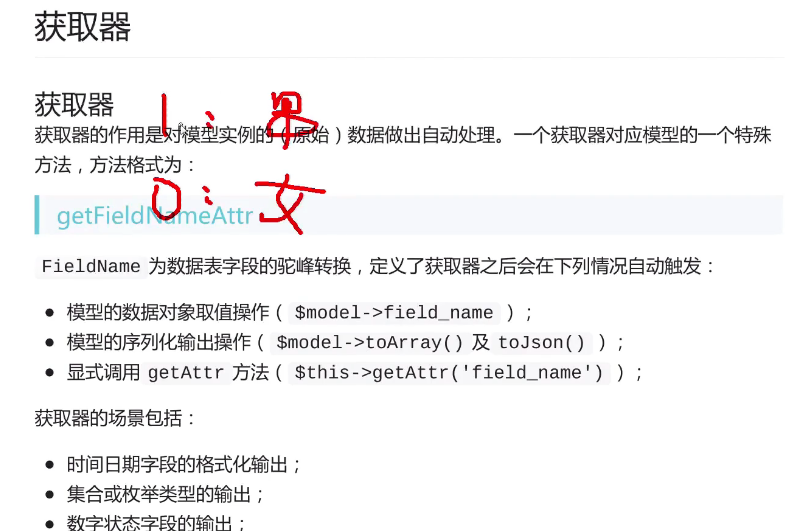 获取器
获取器
1: 男
获取器的作用是对模型实例的（原始）数据做出自动处理。一个获取器对应模型的一个特殊
方法，方法格式为：
0: 女
getFieldNameAttr
FieldName 为数据表字段的驼峰转换，定义了获取器之后会在下列情况自动触发：
● 模型的数据对象取值操作（ $model->field_name ）；
● 模型的序列化输出操作（ $model->toArray() 及 toJson() ）；
● 显式调用 getAttr 方法（ $this->getAttr('field_name') ）；
获取器的场景包括：
● 时间日期字段的格式化输出；
● 集合或枚举类型的输出；
● 数字状态字段的输出；